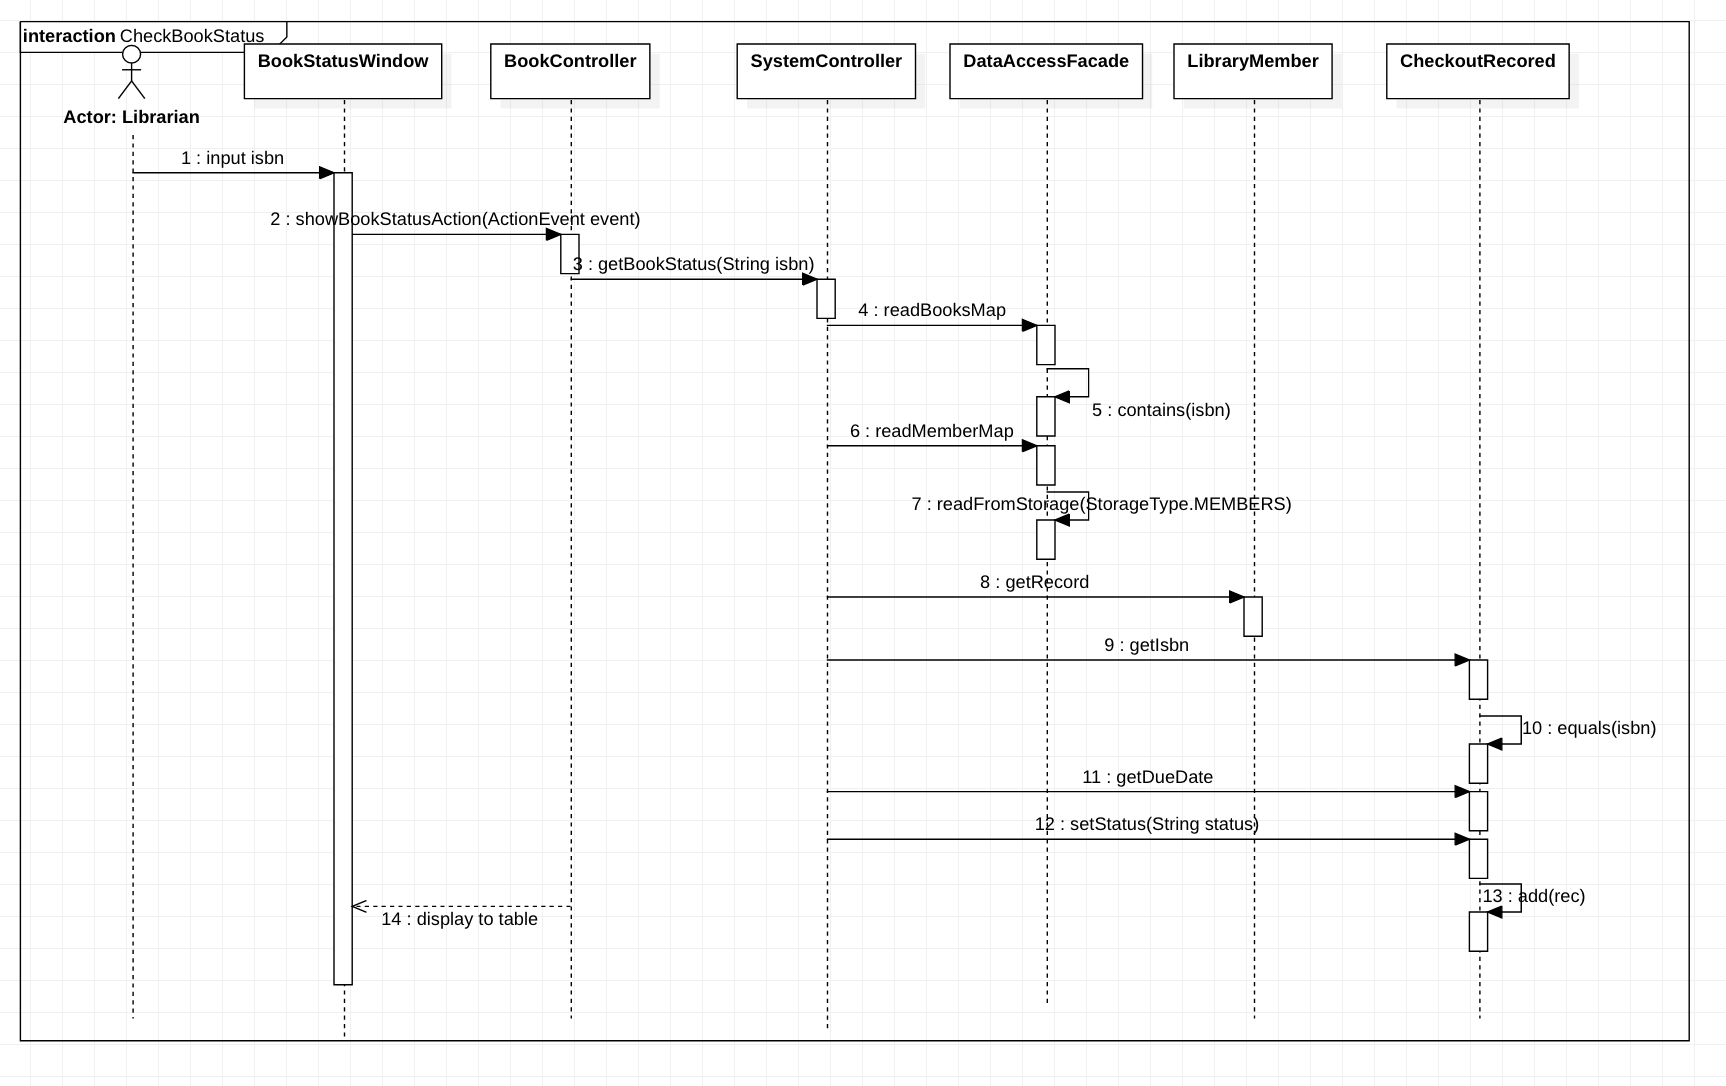 interaction CheckBookStatus
BookStatusWindow
BookController
SystemController
DataAccessFacade
LibraryMember
CheckoutRecored
Actor: Librarian
1 : input isbn
2 : showBookStatusAction(ActionEvent event)
3 : getBookStatus(String isbn)
4 : readBooksMap
5 : contains(isbn)
6 : readMemberMap
7 : readFromStorage(StorageType.MEMBERS)
8 : getRecord
9 : getIsbn
10 : equals(isbn)
11 : getDueDate
12 : setStatus(String status)
13 : add(rec)
14 : display to table